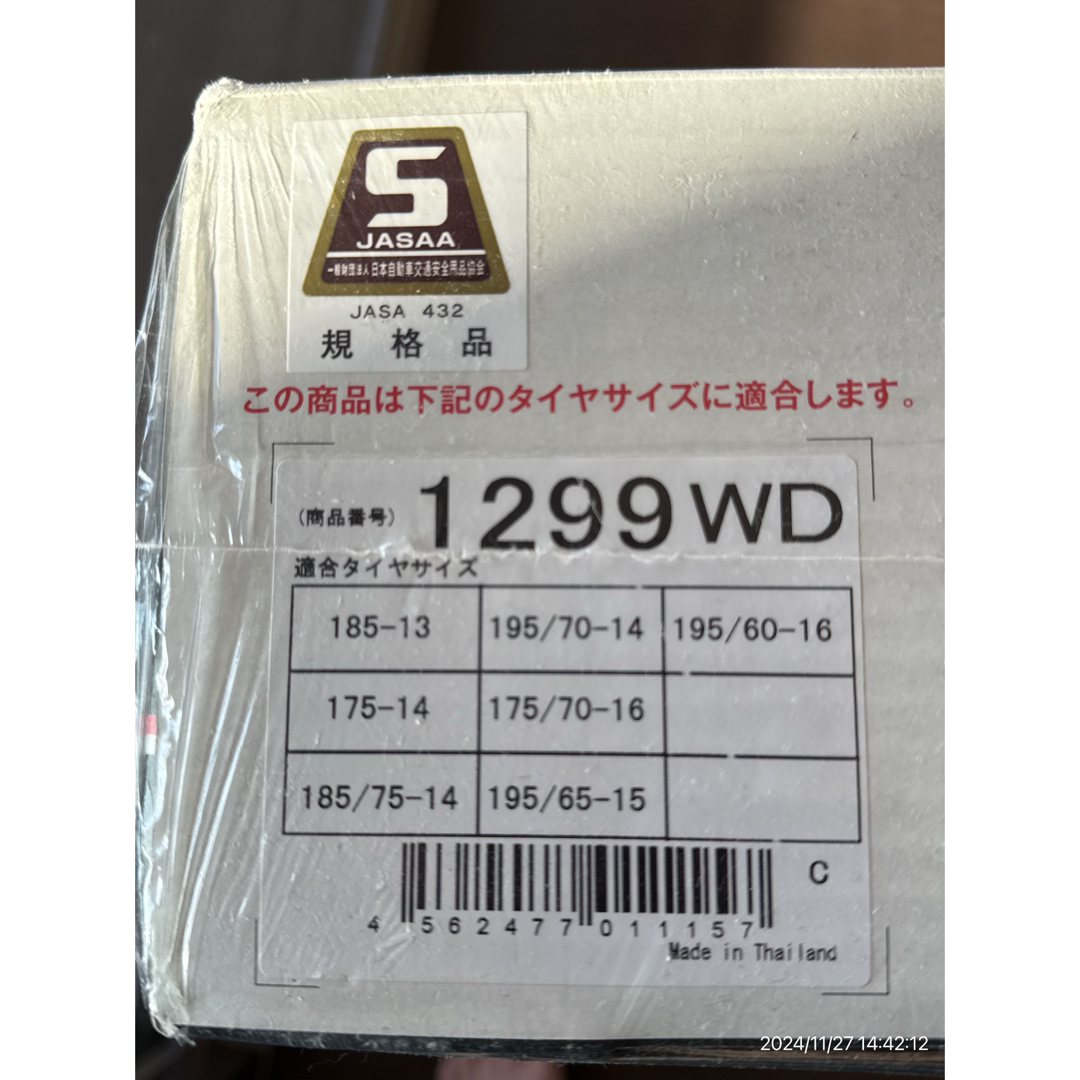 S
JASAA
一般財団法人日本自動車交通安全用品協会
JASA 432
規格品
この商品は下記のタイヤサイズに適合します。
(商品番号) 1299WD
適合タイヤサイズ
185-13 195/70-14 195/60-16
175-14 175/70-16
185/75-14 195/65-15
C
4 562477 011157
Made in Thailand
2024/11/27 14:42:12